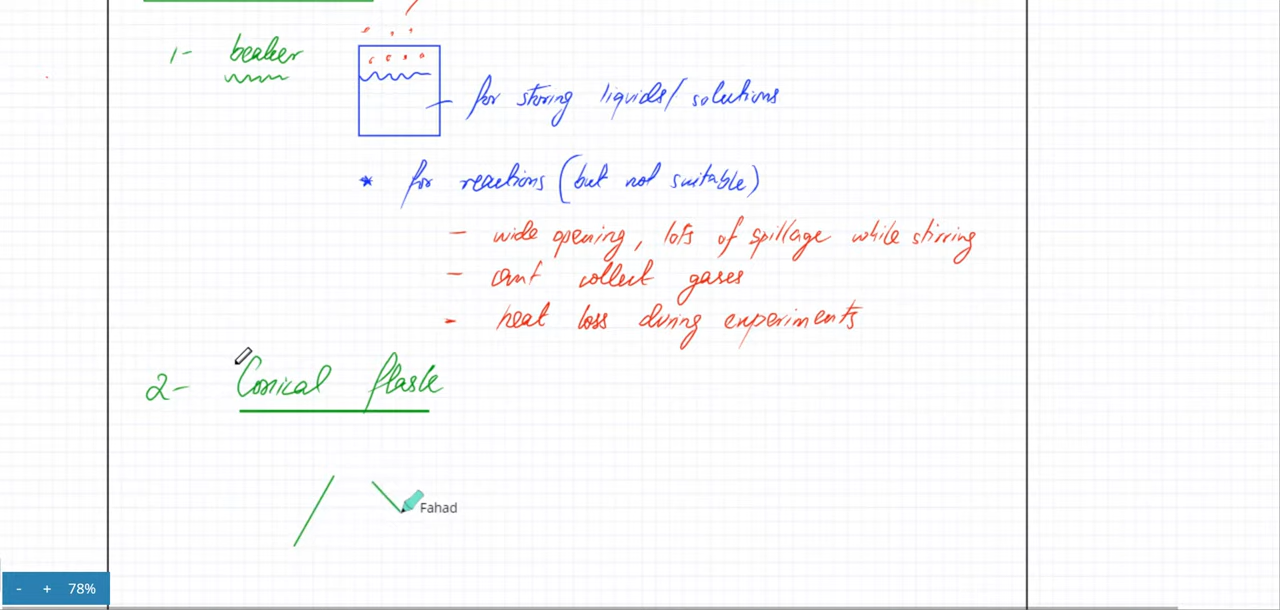 1- beaker
for storing liquids/ solutions
* for reactions (but not suitable)
- wide opening, lots of spillage while stirring
- cant collect gases
- heat loss during experiments
2- Conical flask
Fahad
- + 78%